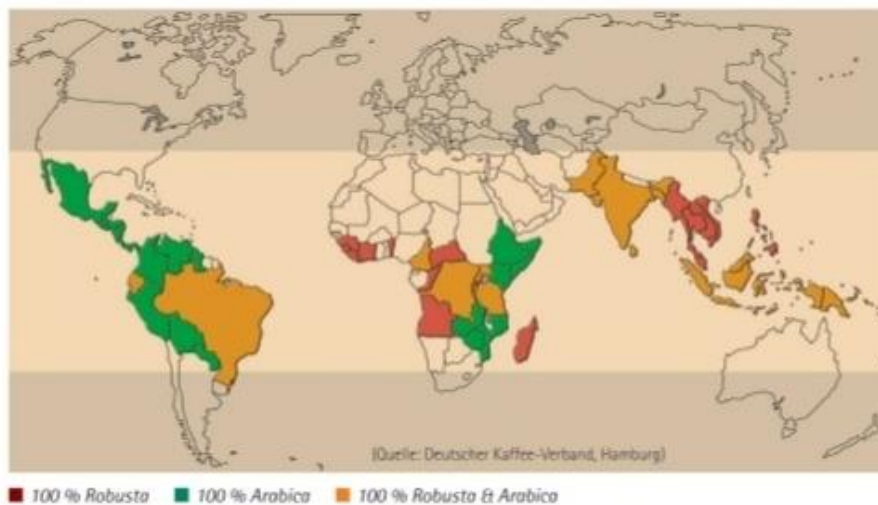 (Quelle: Deutscher Kaffee-Verband, Hamburg)
100 % Robusta 100 % Arabica 100 % Robusta & Arabica